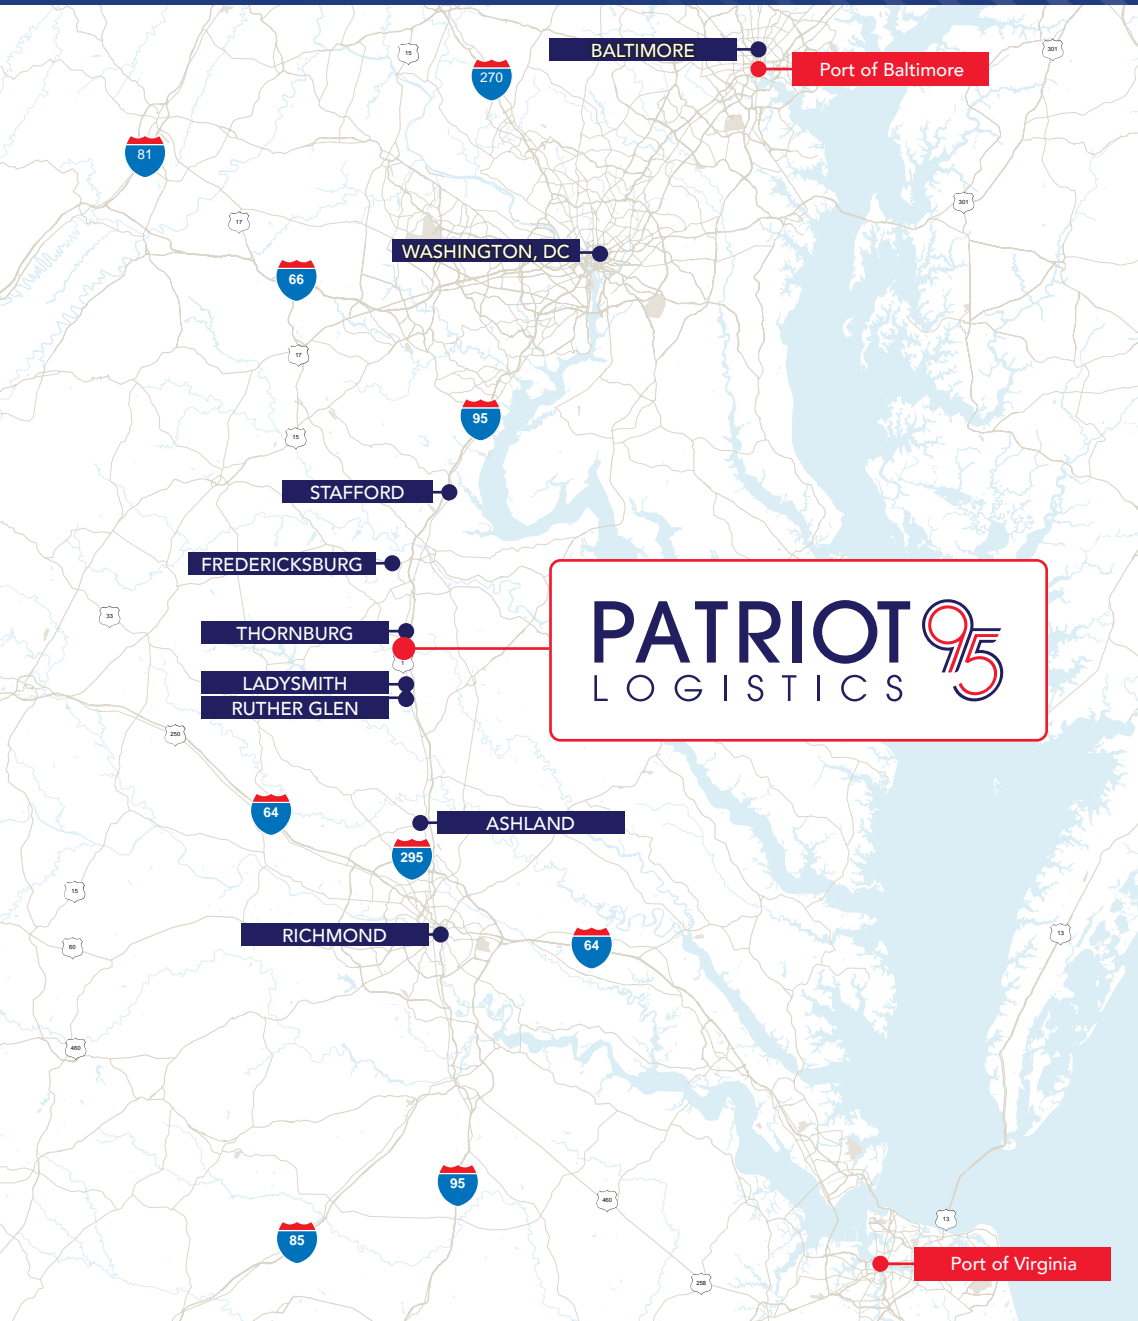 BALTIMORE
Port of Baltimore
15
301
270
81
301
17
WASHINGTON, DC
66
17
95
15
STAFFORD
FREDERICKSBURG
33
THORNBURG
PATRIOT 95
LOGISTICS
1
LADYSMITH
RUTHER GLEN
250
64
ASHLAND
295
15
RICHMOND
64
13
60
460
95
460
13
85
Port of Virginia
258